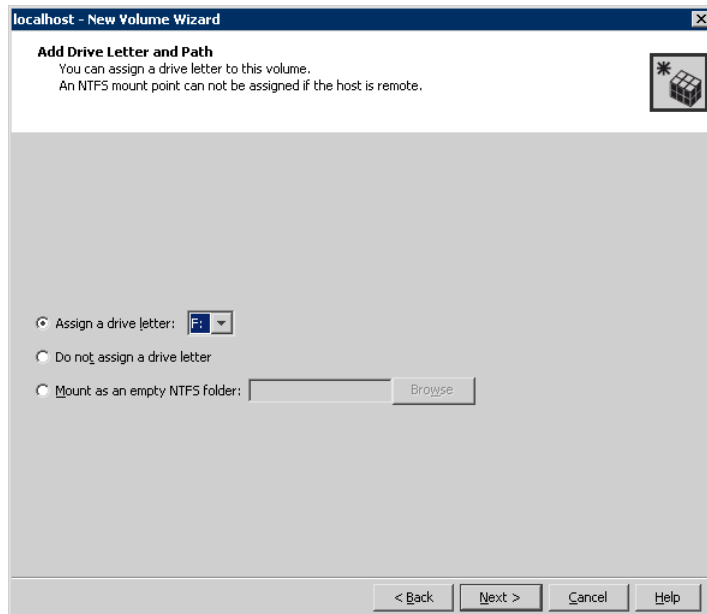 localhost - New Volume Wizard
Add Drive Letter and Path
You can assign a drive letter to this volume.
An NTFS mount point can not be assigned if the host is remote.
Assign a drive letter: F:
Do not assign a drive letter
Mount as an empty NTFS folder: Browse
< Back Next > Cancel Help